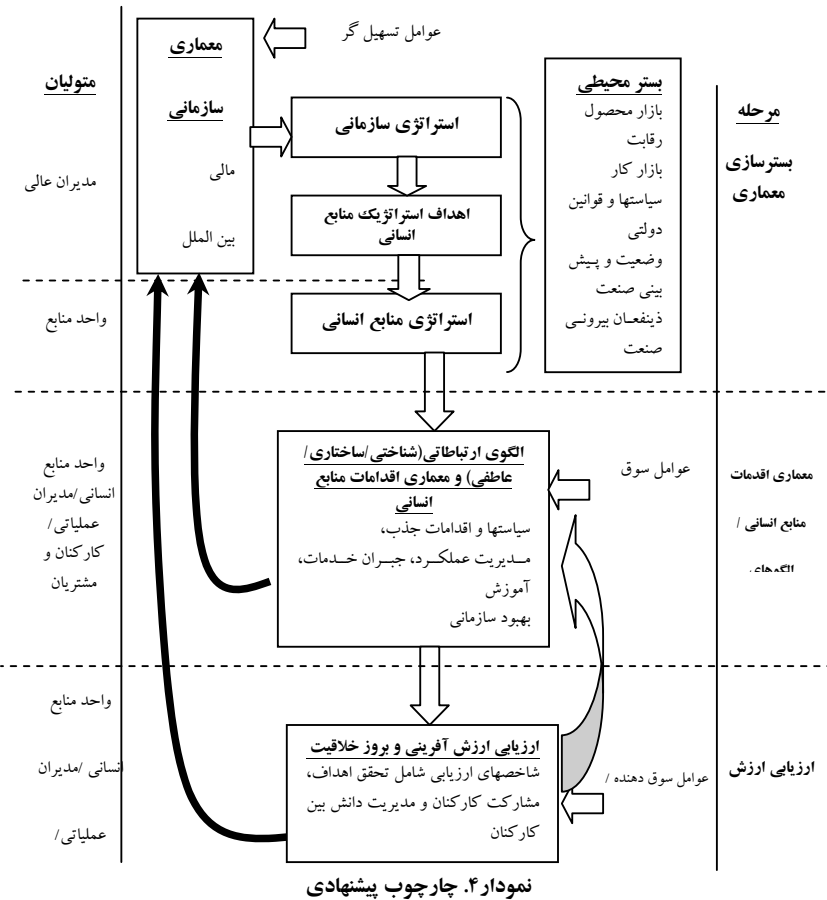 عوامل تسهیل گر
مرحله
بسترسازی
معماری
بستر محیطی
بازار محصول
رقابت
بازار کار
سیاستها و قوانین
دولتی
وضعیت و پیش
بینی صنعت
ذینفعان بیرونی
صنعت
استراتژی سازمانی
اهداف استراتژیک منابع
انسانی
استراتژی منابع انسانی
معماری
سازمانی
مالی
بین الملل
متولیان
مدیران عالی
واحد منابع
معماری اقدمات
منابع انسانی /
عوامل سوق
الگوی ارتباطاتی(شناختی/ساختاری/
عاطفی) و معماری اقدامات منابع
انسانی
سیاستها و اقدامات جذب،
مدیریت عملکرد، جبران خدمات،
آموزش
بهبود سازمانی
واحد منابع
انسانی/مدیران
عملیاتی/
کارکنان و
مشتریان
ارزیابی ارزش
عوامل سوق دهنده /
ارزیابی ارزش آفرینی و بروز خلاقیت
شاخصهای ارزیابی شامل تحقق اهداف،
مشارکت کارکنان و مدیریت دانش بین
کارکنان
واحد منابع
انسانی /مدیران
عملیاتی/
نمودار۴. چارچوب پیشنهادی